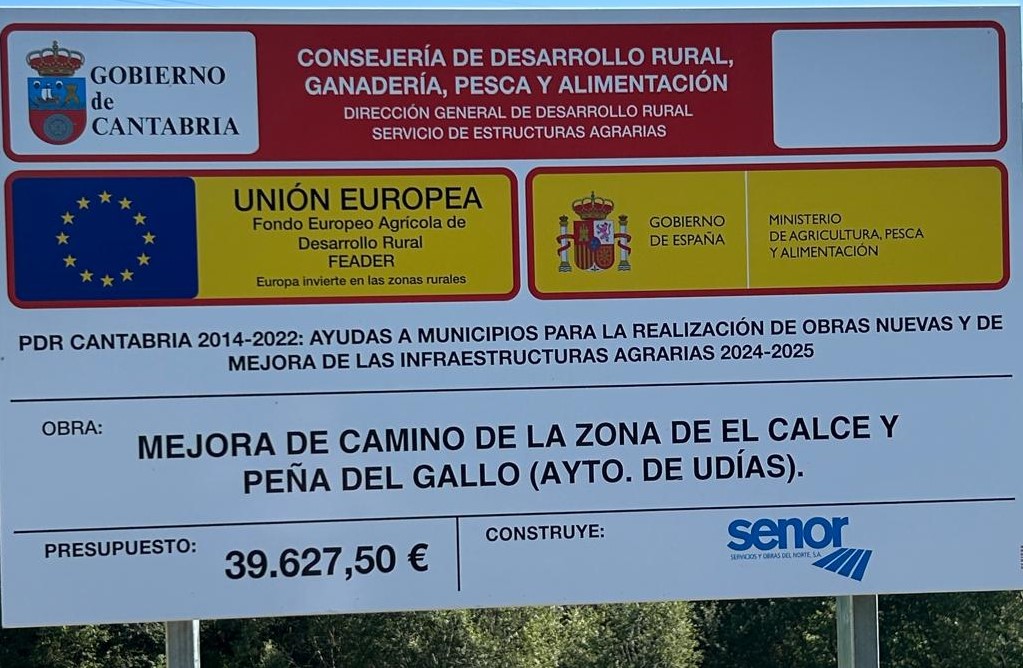 GOBIERNO
de
CANTABRIA
CONSEJERÍA DE DESARROLLO RURAL,
GANADERÍA, PESCA Y ALIMENTACIÓN
DIRECCIÓN GENERAL DE DESARROLLO RURAL
SERVICIO DE ESTRUCTURAS AGRARIAS
UNIÓN EUROPEA
Fondo Europeo Agrícola de
Desarrollo Rural
FEADER
Europa invierte en las zonas rurales
GOBIERNO
DE ESPAÑA
MINISTERIO
DE AGRICULTURA, PESCA
Y ALIMENTACIÓN
PDR CANTABRIA 2014-2022: AYUDAS A MUNICIPIOS PARA LA REALIZACIÓN DE OBRAS NUEVAS Y DE
MEJORA DE LAS INFRAESTRUCTURAS AGRARIAS 2024-2025
OBRA:
MEJORA DE CAMINO DE LA ZONA DE EL CALCE Y
PEÑA DEL GALLO (AYTO. DE UDÍAS).
PRESUPUESTO:
39.627,50 €
CONSTRUYE:
senor
SERVICIOS Y OBRAS DEL NORTE, S.A.